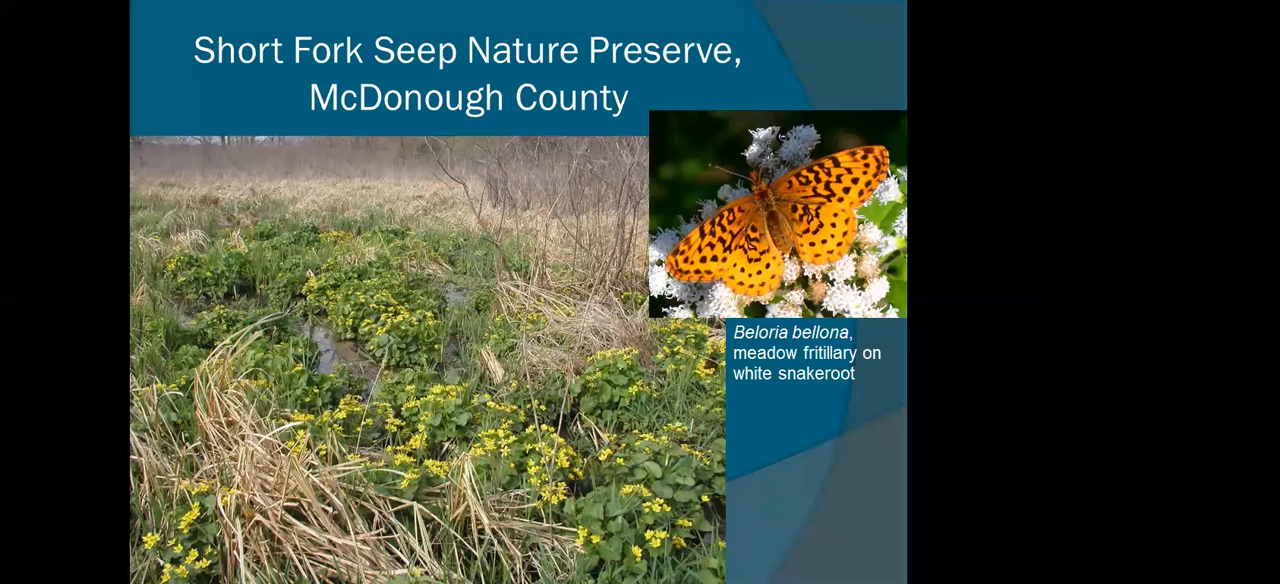 Short Fork Seep Nature Preserve,
McDonough County
Beloria bellona,
meadow fritillary on
white snakeroot